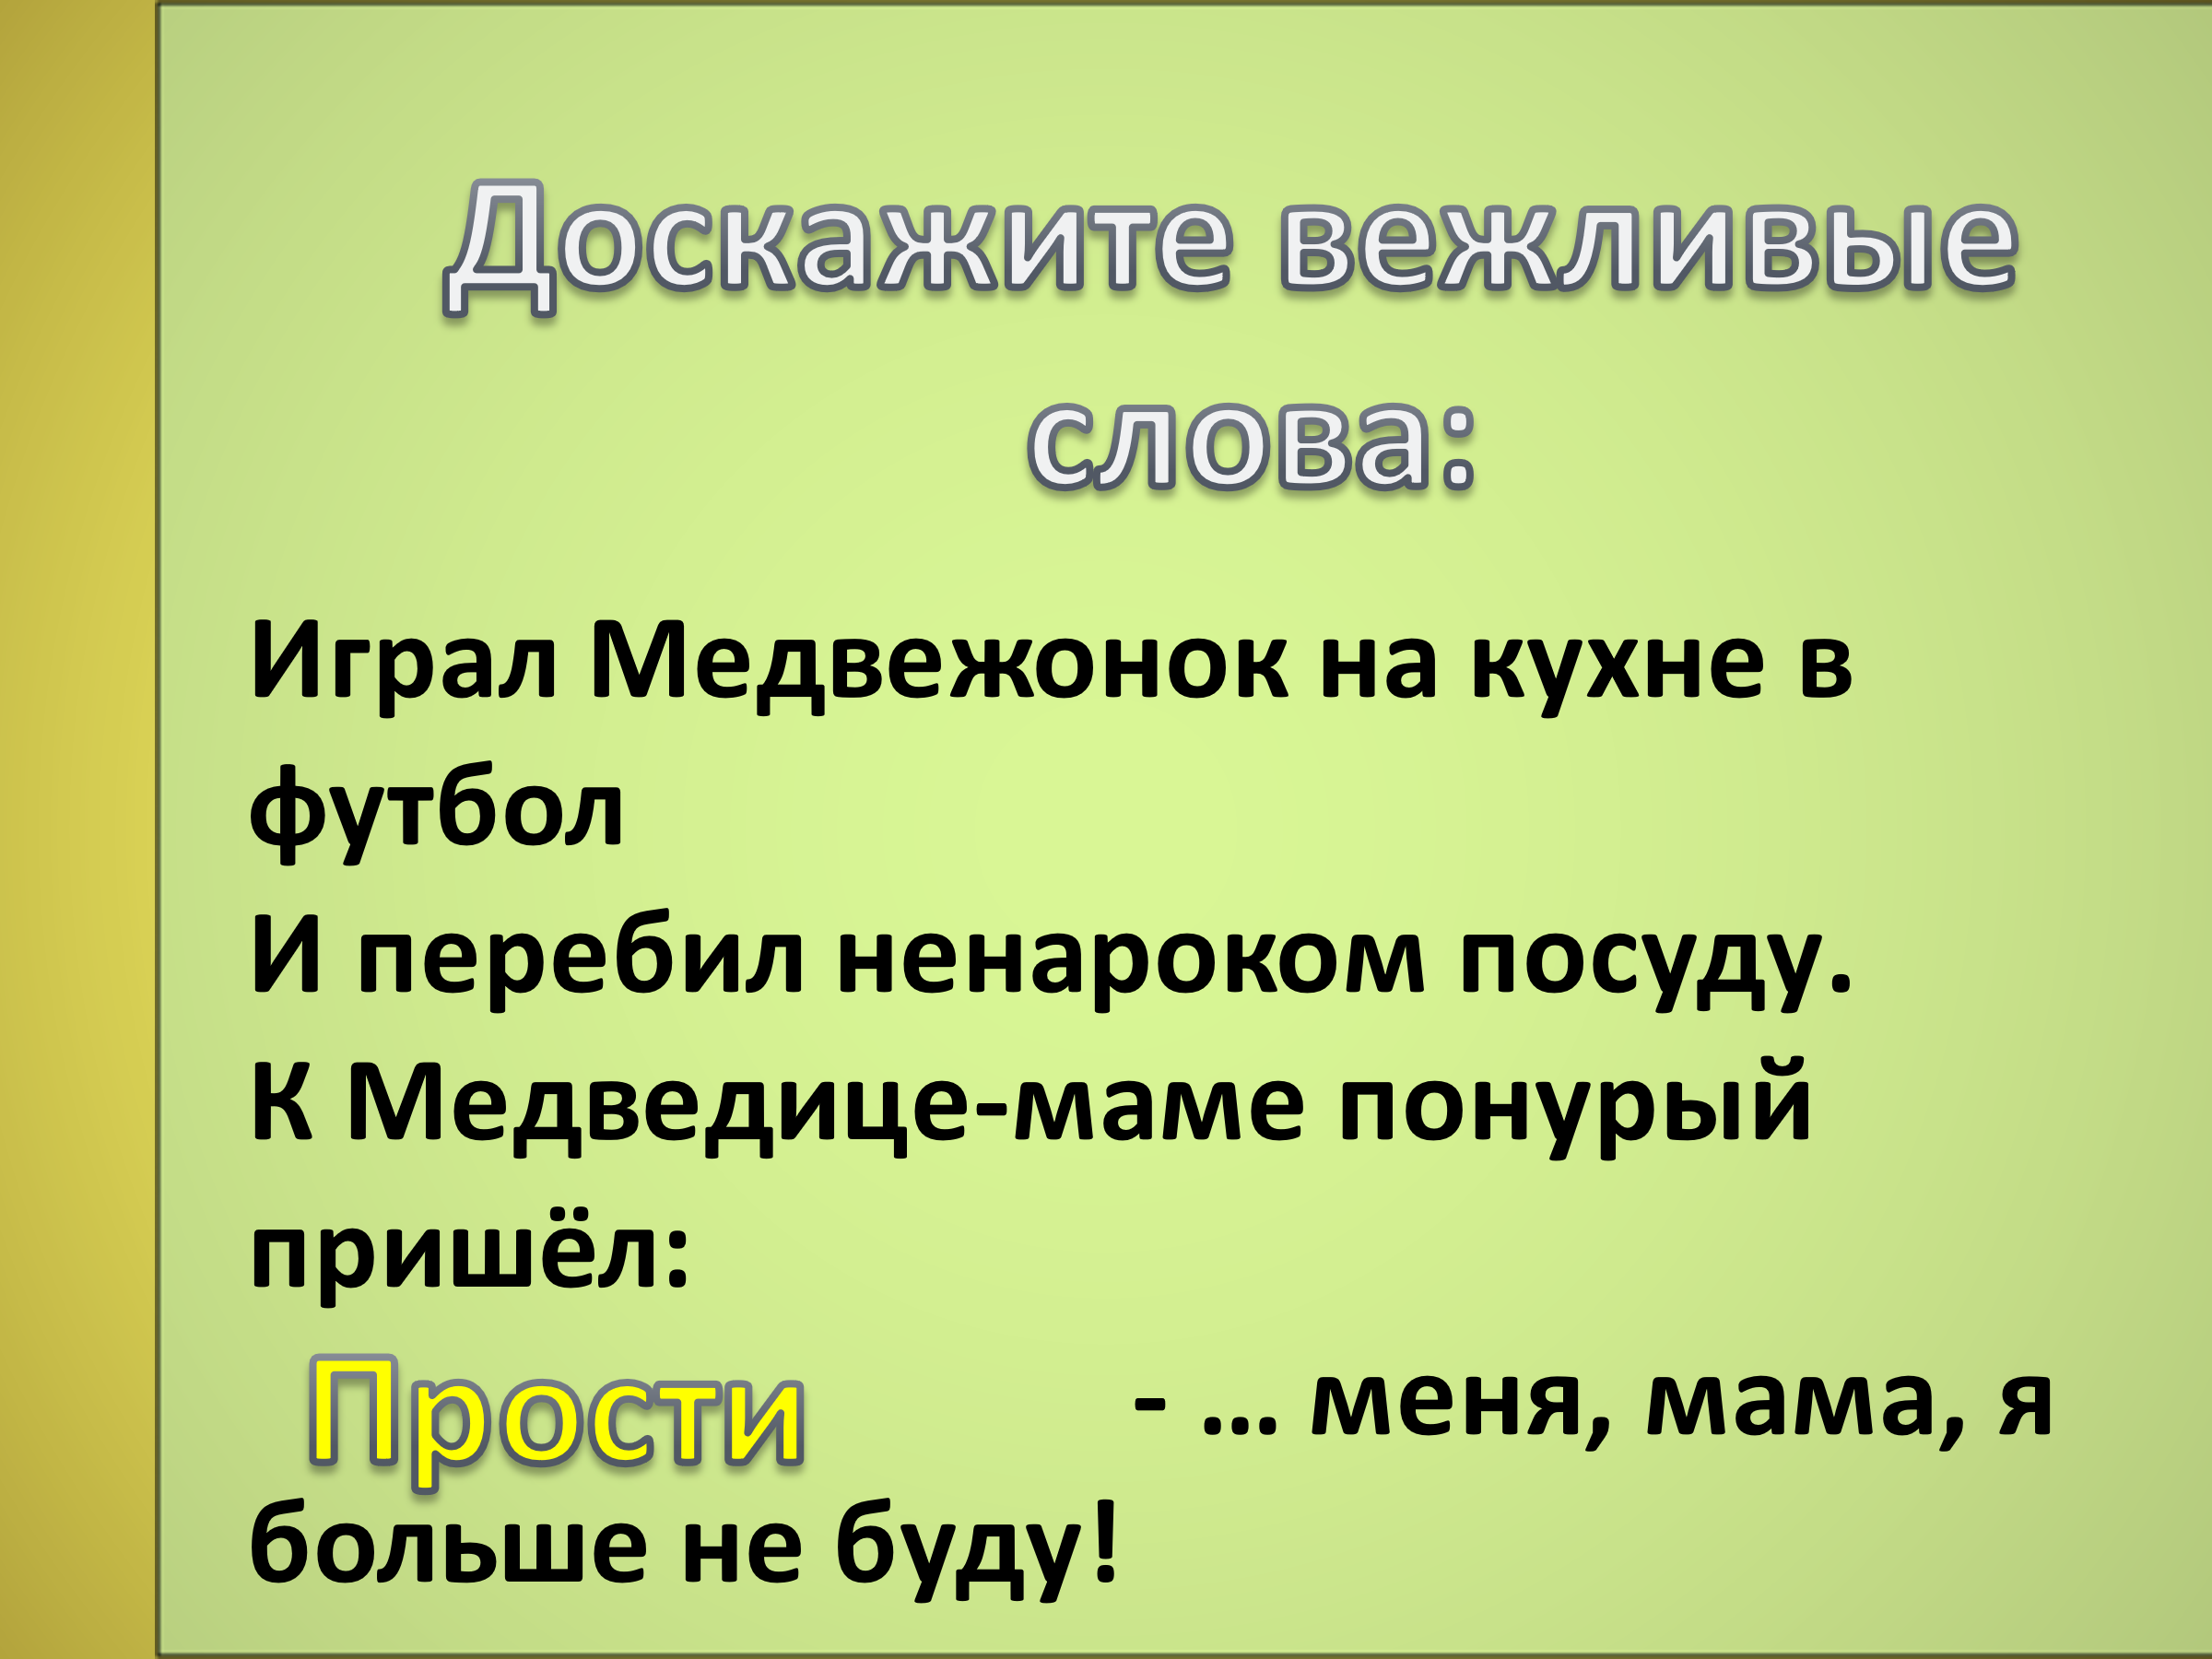 Доскажите вежливые
слова:
Играл Медвежонок на кухне в
футбол
И перебил ненароком посуду.
К Медведице-маме понурый
пришёл:
Прости - ... меня, мама, я
больше не буду!